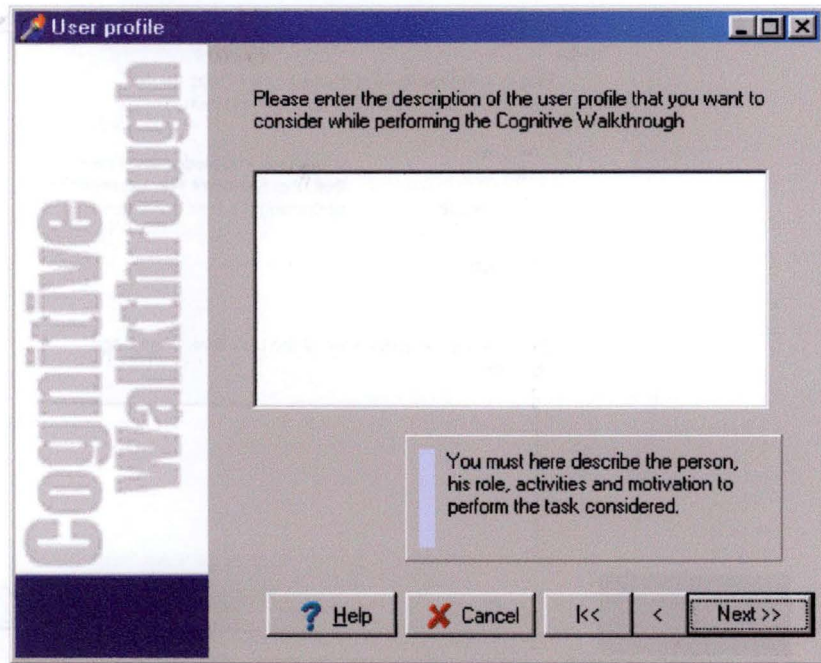 User profile
Cognitive
Walkthrough
Please enter the description of the user profile that you want to
consider while performing the Cognitive Walkthrough
You must here describe the person,
his role, activities and motivation to
perform the task considered.
? Help
Cancel
|<<
<
Next >>